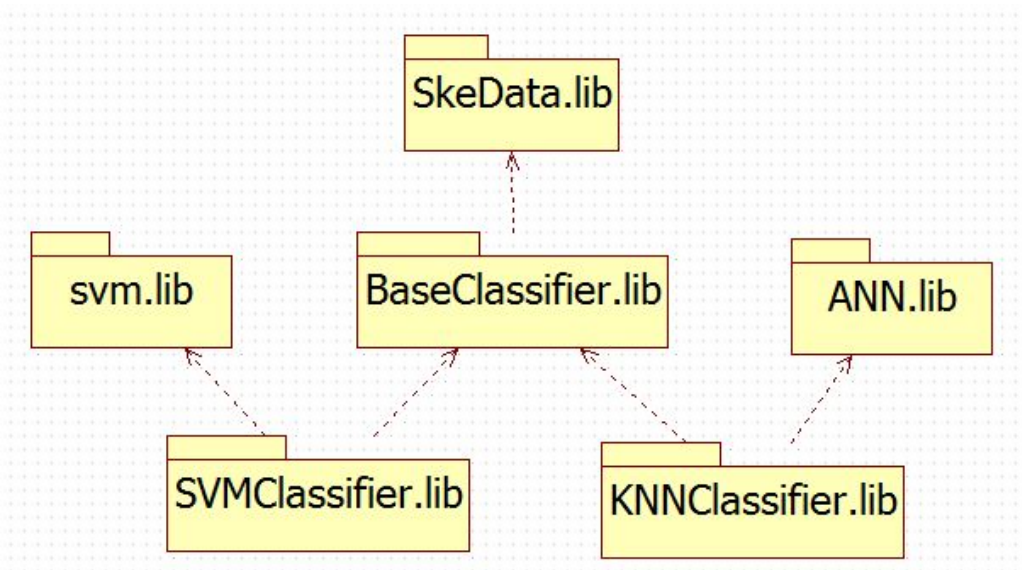 SkeData.lib
svm.lib
BaseClassifier.lib
ANN.lib
SVMClassifier.lib
KNNClassifier.lib